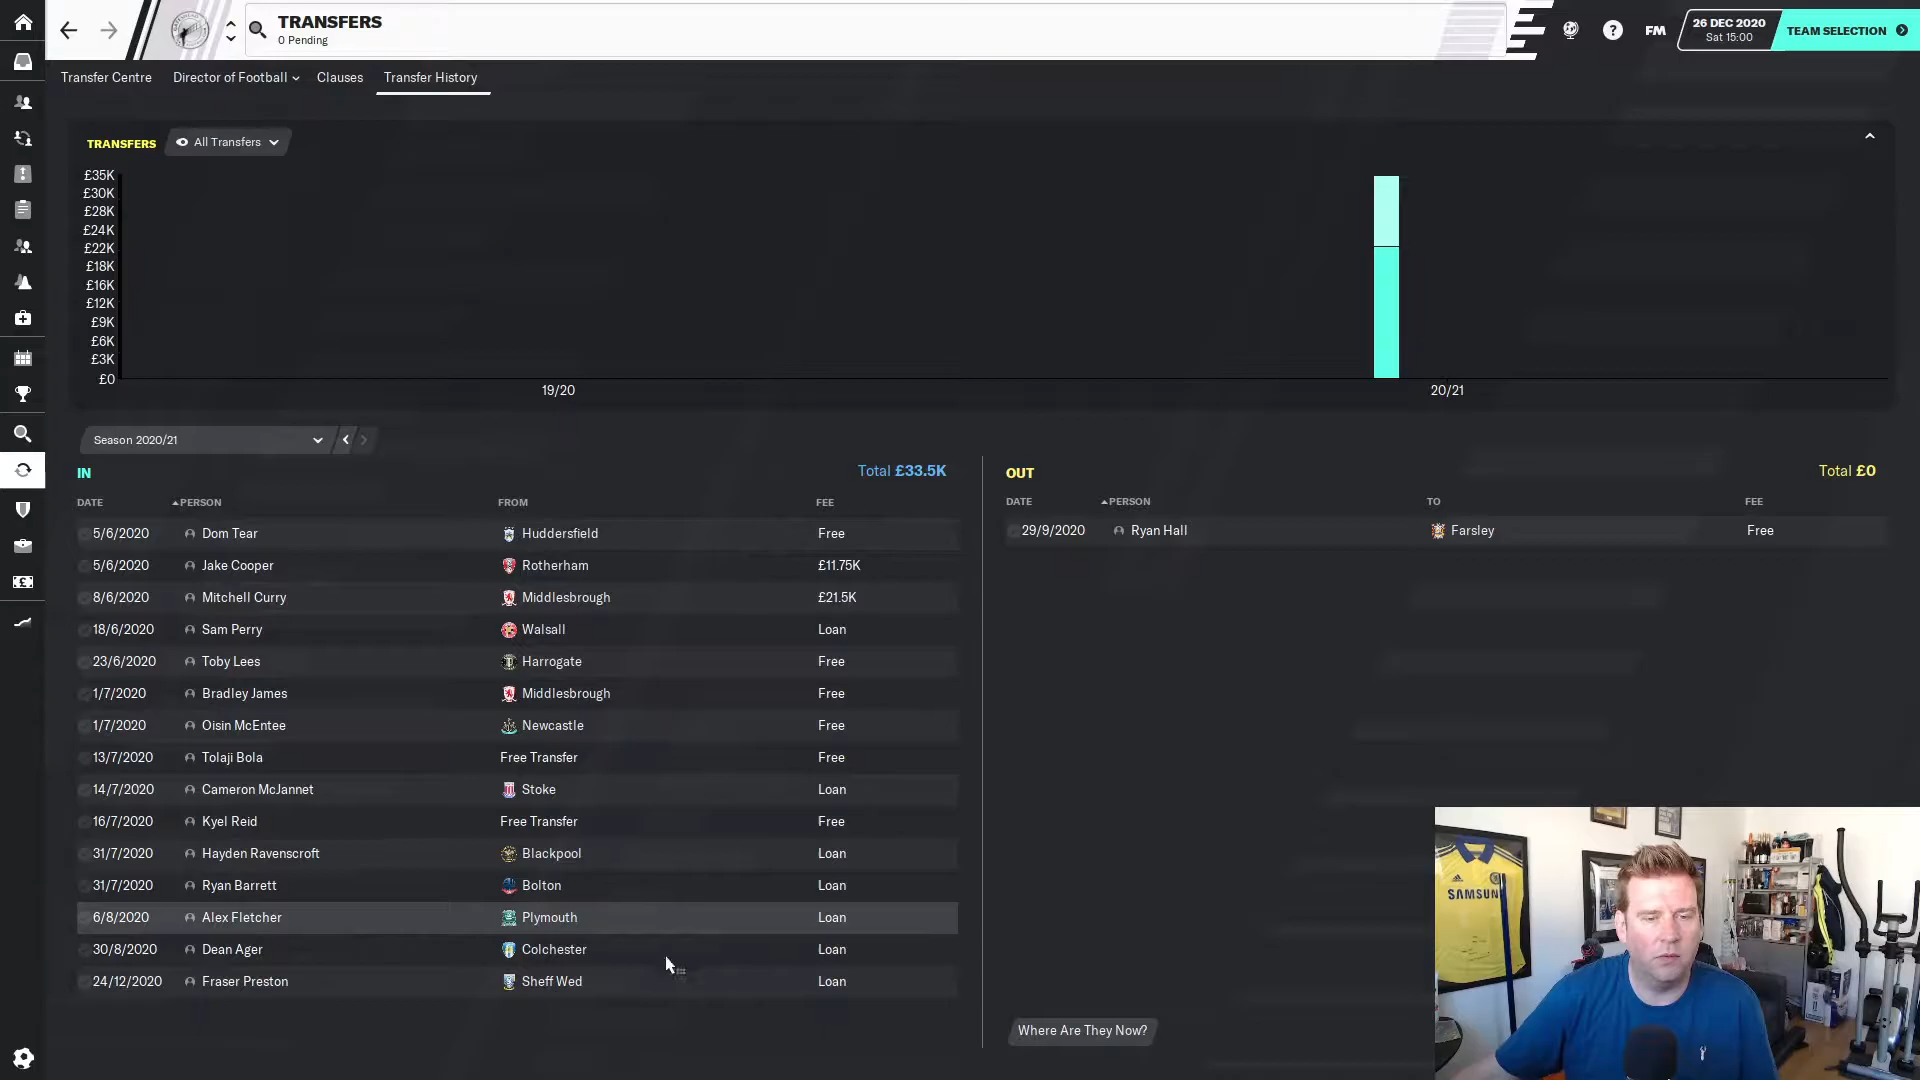 TRANSFERS
0 Pending
FM
26 DEC 2020
Sat 15:00
TEAM SELECTION
Transfer Centre
Director of Football
Clauses
Transfer History
TRANSFERS
All Transfers
£35K
£30K
£28K
£24K
£22K
£18K
£16K
£12K
£9K
£6K
£3K
£0
19/20
20/21
Season 2020/21
IN
Total £33.5K
DATE PERSON FROM FEE
5/6/2020 Dom Tear Huddersfield Free
5/6/2020 Jake Cooper Rotherham £11.75K
8/6/2020 Mitchell Curry Middlesbrough £21.5K
18/6/2020 Sam Perry Walsall Loan
23/6/2020 Toby Lees Harrogate Free
1/7/2020 Bradley James Middlesbrough Free
1/7/2020 Oisin McEntee Newcastle Free
13/7/2020 Tolaji Bola Free Transfer Free
14/7/2020 Cameron McJannet Stoke Loan
16/7/2020 Kyel Reid Free Transfer Free
31/7/2020 Hayden Ravenscroft Blackpool Loan
31/7/2020 Ryan Barrett Bolton Loan
6/8/2020 Alex Fletcher Plymouth Loan
30/8/2020 Dean Ager Colchester Loan
24/12/2020 Fraser Preston Sheff Wed Loan
OUT
Total £0
DATE PERSON TO FEE
29/9/2020 Ryan Hall Farsley Free
Where Are They Now?
SAMSUNG